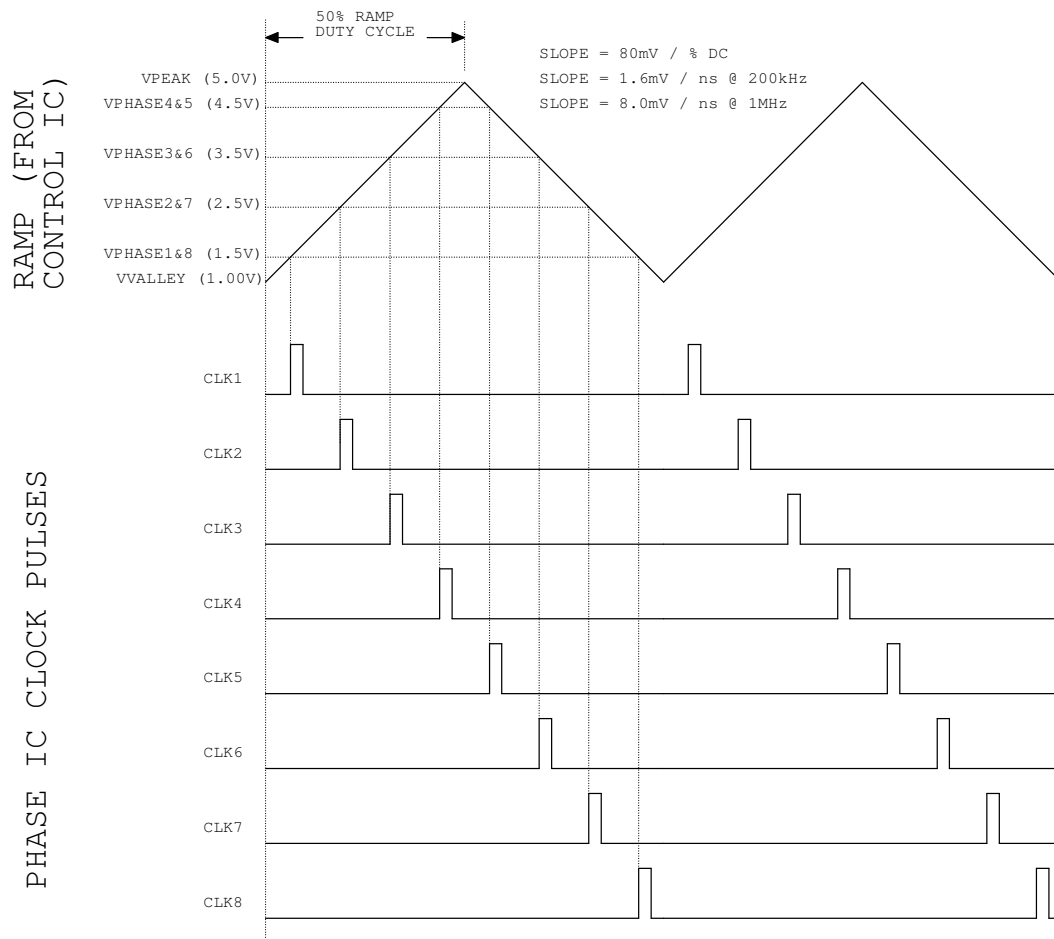 50% RAMP
DUTY CYCLE
SLOPE = 80mV / % DC
SLOPE = 1.6mV / ns @ 200kHz
SLOPE = 8.0mV / ns @ 1MHz
RAMP (FROM
CONTROL IC)
VPEAK (5.0V)
VPHASE4&5 (4.5V)
VPHASE3&6 (3.5V)
VPHASE2&7 (2.5V)
VPHASE1&8 (1.5V)
VVALLEY (1.00V)
PHASE IC CLOCK PULSES
CLK1
CLK2
CLK3
CLK4
CLK5
CLK6
CLK7
CLK8